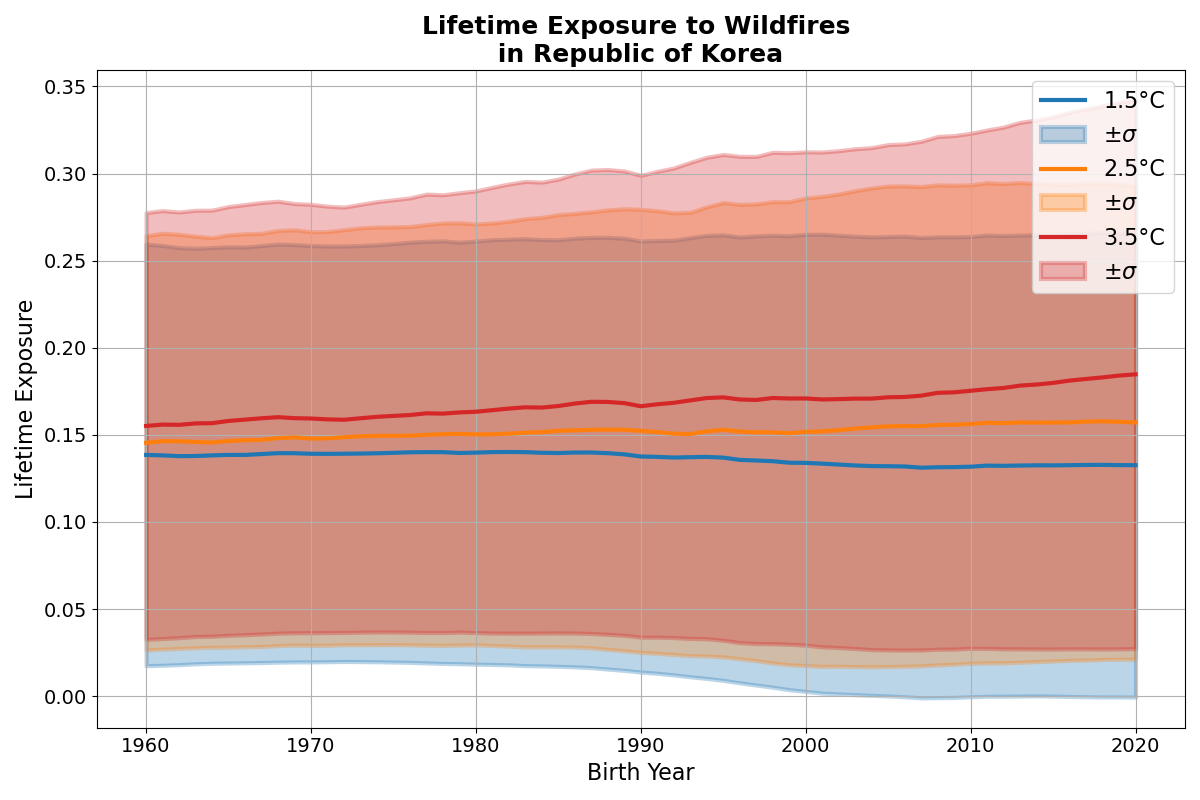 Lifetime Exposure to Wildfires
in Republic of Korea
Lifetime Exposure
0.35
0.30
0.25
0.20
0.15
0.10
0.05
0.00
1960 1970 1980 1990 2000 2010 2020
Birth Year
1.5°C
±σ
2.5°C
±σ
3.5°C
±σ